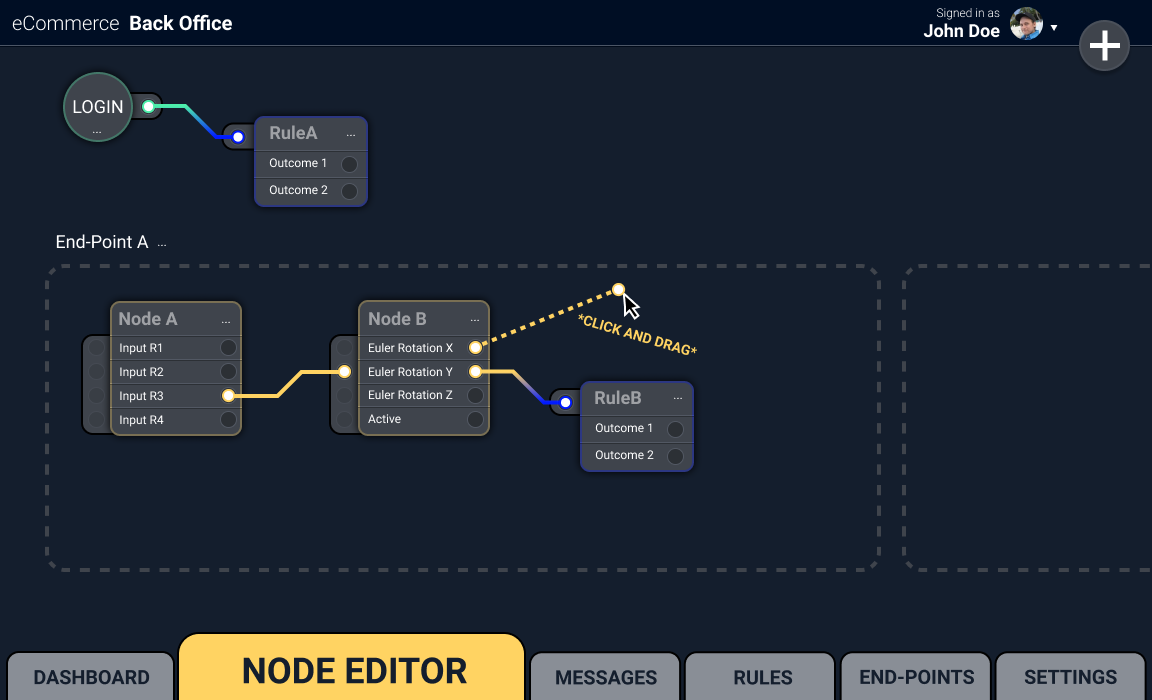 eCommerce Back Office
Signed in as
John Doe
LOGIN
...
RuleA ...
Outcome 1
Outcome 2
End-Point A ...
Node A ...
Input R1
Input R2
Input R3
Input R4
Node B ...
Euler Rotation X
Euler Rotation Y
Euler Rotation Z
Active
*CLICK AND DRAG*
RuleB ...
Outcome 1
Outcome 2
DASHBOARD
NODE EDITOR
MESSAGES
RULES
END-POINTS
SETTINGS